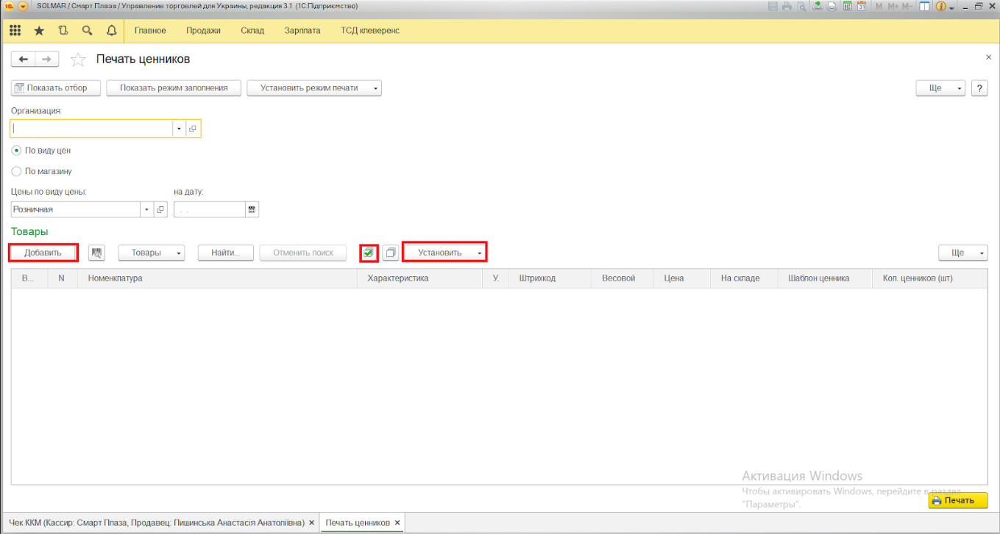 SOLMAR / Смарт Плаза / Управление торговлей для Украины, редакция 3.1 (1С:Підприємство)
M M+ M-
Главное Продажи Склад Зарплата ТСД клеверенс
Печать ценников
Показать отбор Показать режим заполнения Установить режим печати Ще ?
Организация:
По виду цен
По магазину
Цены по виду цены: на дату:
Розничная . .
Товары
Добавить Товары Найти... Отменить поиск Установить Ще
В... N Номенклатура Характеристика У. Штрихкод Весовой Цена На складе Шаблон ценника Коп. ценников (шт)
Активация Windows
Чтобы активировать Windows, перейдите в раздел
"Параметры".
Печать
Чек ККМ (Кассир: Смарт Плаза, Продавец: Пишинська Анастасія Анатоліївна) Печать ценников